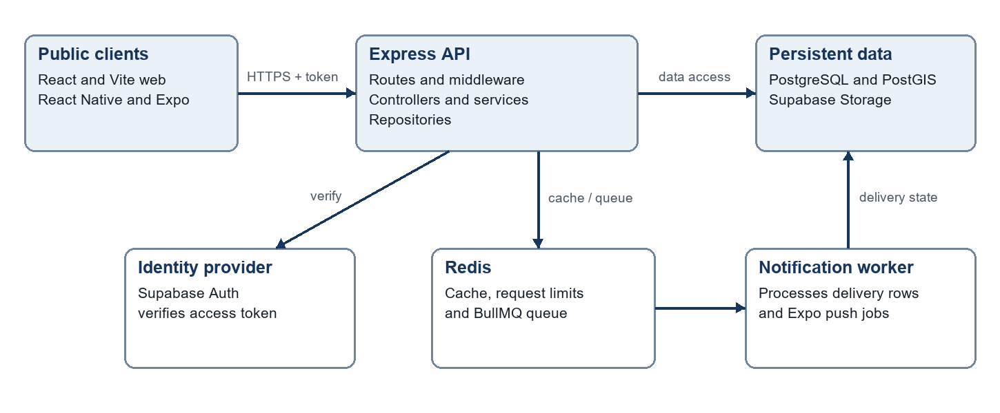 Public clients
React and Vite web
React Native and Expo
HTTPS + token
Express API
Routes and middleware
Controllers and services
Repositories
data access
Persistent data
PostgreSQL and PostGIS
Supabase Storage
verify
cache / queue
delivery state
Identity provider
Supabase Auth
verifies access token
Redis
Cache, request limits
and BullMQ queue
Notification worker
Processes delivery rows
and Expo push jobs